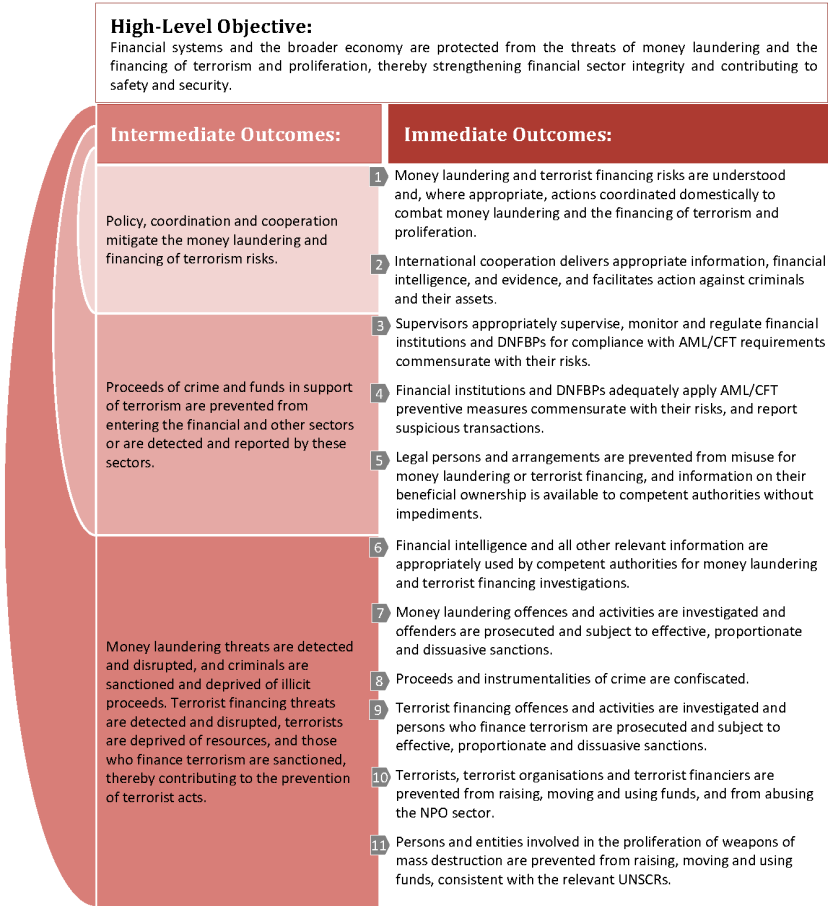 High-Level Objective:
Financial systems and the broader economy are protected from the threats of money laundering and the
financing of terrorism and proliferation, thereby strengthening financial sector integrity and contributing to
safety and security.
Intermediate Outcomes:
Immediate Outcomes:
Policy, coordination and cooperation
mitigate the money laundering and
financing of terrorism risks.
1 Money laundering and terrorist financing risks are understood
and, where appropriate, actions coordinated domestically to
combat money laundering and the financing of terrorism and
proliferation.
2 International cooperation delivers appropriate information, financial
intelligence, and evidence, and facilitates action against criminals
and their assets.
Proceeds of crime and funds in support
of terrorism are prevented from
entering the financial and other sectors
or are detected and reported by these
sectors.
3 Supervisors appropriately supervise, monitor and regulate financial
institutions and DNFBPs for compliance with AML/CFT requirements
commensurate with their risks.
4 Financial institutions and DNFBPs adequately apply AML/CFT
preventive measures commensurate with their risks, and report
suspicious transactions.
5 Legal persons and arrangements are prevented from misuse for
money laundering or terrorist financing, and information on their
beneficial ownership is available to competent authorities without
impediments.
Money laundering threats are detected
and disrupted, and criminals are
sanctioned and deprived of illicit
proceeds. Terrorist financing threats
are detected and disrupted, terrorists
are deprived of resources, and those
who finance terrorism are sanctioned,
thereby contributing to the prevention
of terrorist acts.
6 Financial intelligence and all other relevant information are
appropriately used by competent authorities for money laundering
and terrorist financing investigations.
7 Money laundering offences and activities are investigated and
offenders are prosecuted and subject to effective, proportionate
and dissuasive sanctions.
8 Proceeds and instrumentalities of crime are confiscated.
9 Terrorist financing offences and activities are investigated and
persons who finance terrorism are prosecuted and subject to
effective, proportionate and dissuasive sanctions.
10 Terrorists, terrorist organisations and terrorist financiers are
prevented from raising, moving and using funds, and from abusing
the NPO sector.
11 Persons and entities involved in the proliferation of weapons of
mass destruction are prevented from raising, moving and using
funds, consistent with the relevant UNSCRs.